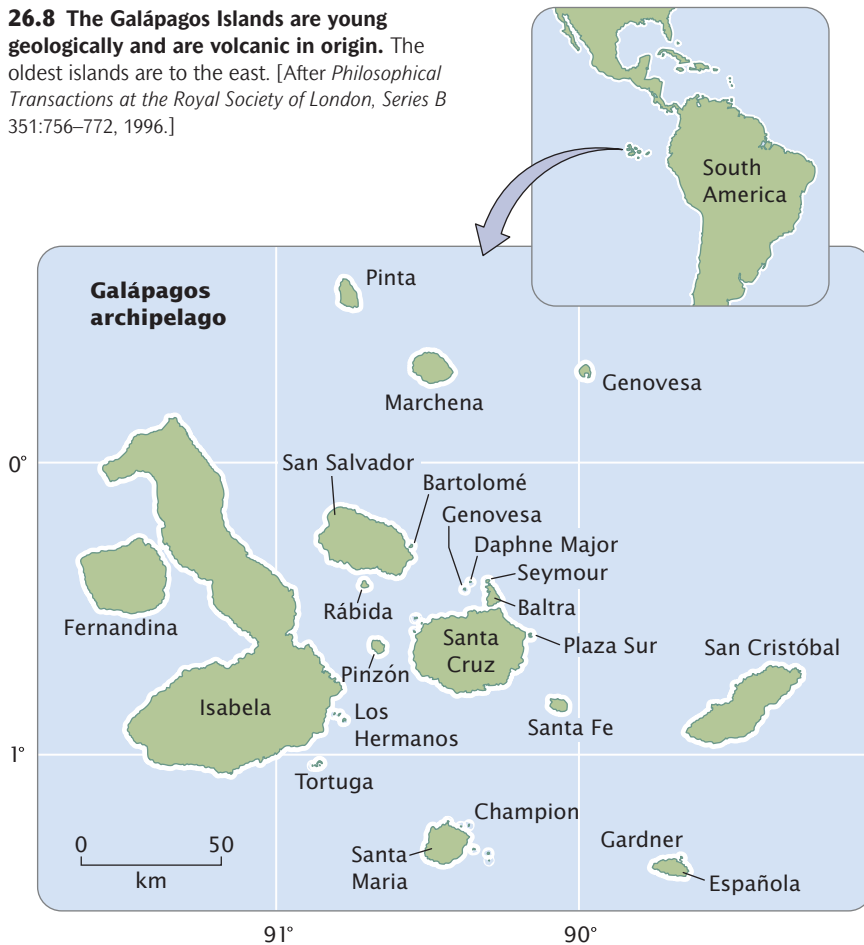 26.8 The Galápagos Islands are young
geologically and are volcanic in origin. The
oldest islands are to the east. [After Philosophical
Transactions at the Royal Society of London, Series B
351:756–772, 1996.]
South
America
Galápagos
archipelago
Pinta
Marchena
Genovesa
0°
San Salvador
Bartolomé
Genovesa
Daphne Major
Seymour
Baltra
Rábida
Fernandina
Santa
Cruz
Plaza Sur
San Cristóbal
Pinzón
Isabela
Los
Hermanos
Santa Fe
1°
Tortuga
Champion
0 50
km
Santa
Maria
Gardner
Española
91° 90°